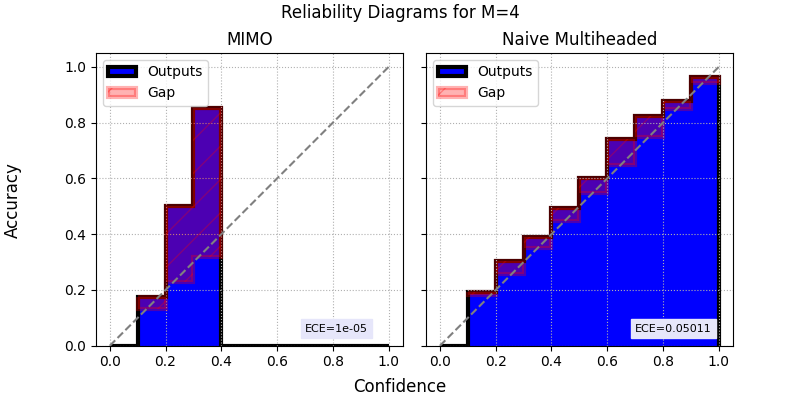 Reliability Diagrams for M=4
MIMO
Naive Multiheaded
Accuracy
1.0
0.8
0.6
0.4
0.2
0.0
Outputs
Gap
ECE=1e-05
0.0 0.2 0.4 0.6 0.8 1.0
Outputs
Gap
ECE=0.05011
0.0 0.2 0.4 0.6 0.8 1.0
Confidence